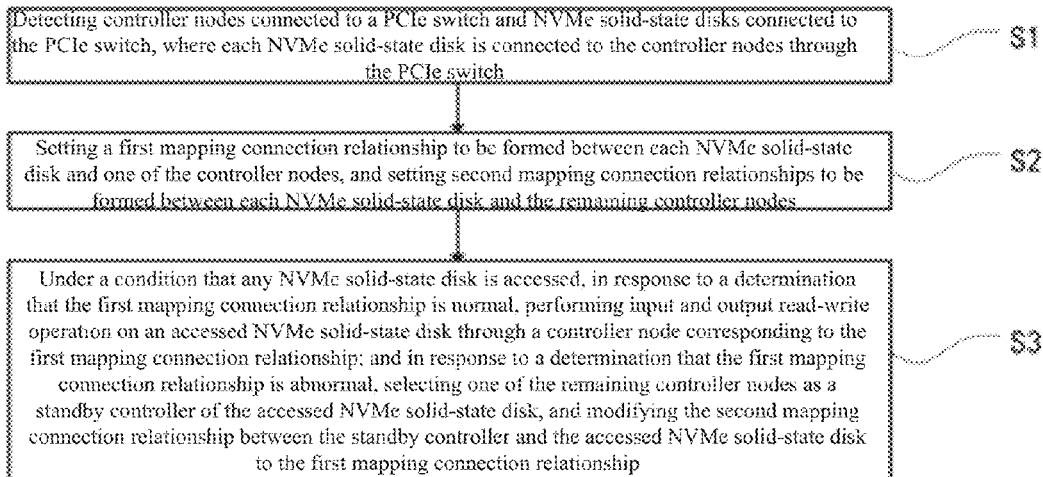 Detecting controller nodes connected to a PCIe switch and NVMe solid-state disks connected to
the PCIe switch, where each NVMe solid-state disk is connected to the controller nodes through
the PCIe switch
S1
Setting a first mapping connection relationship to be formed between each NVMe solid-state
disk and one of the controller nodes, and setting second mapping connection relationships to be
formed between each NVMe solid-state disk and the remaining controller nodes
S2
Under a condition that any NVMe solid-state disk is accessed, in response to a determination
that the first mapping connection relationship is normal, performing input and output read-write
operation on an accessed NVMe solid-state disk through a controller node corresponding to the
first mapping connection relationship; and in response to a determination that the first mapping
connection relationship is abnormal, selecting one of the remaining controller nodes as a
standby controller of the accessed NVMe solid-state disk, and modifying the second mapping
connection relationship between the standby controller and the accessed NVMe solid-state disk
to the first mapping connection relationship
S3